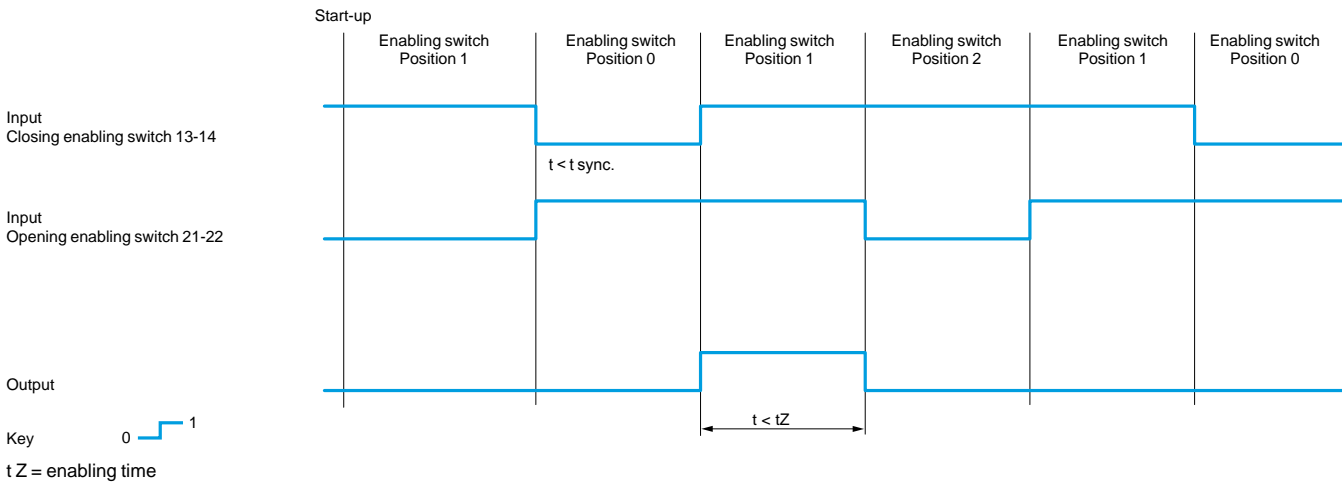 Start-up
Enabling switch
Position 1
Enabling switch
Position 0
Enabling switch
Position 1
Enabling switch
Position 2
Enabling switch
Position 1
Enabling switch
Position 0
Input
Closing enabling switch 13-14
t < t sync.
Input
Opening enabling switch 21-22
Output
t < tZ
Key 0 1
t Z = enabling time